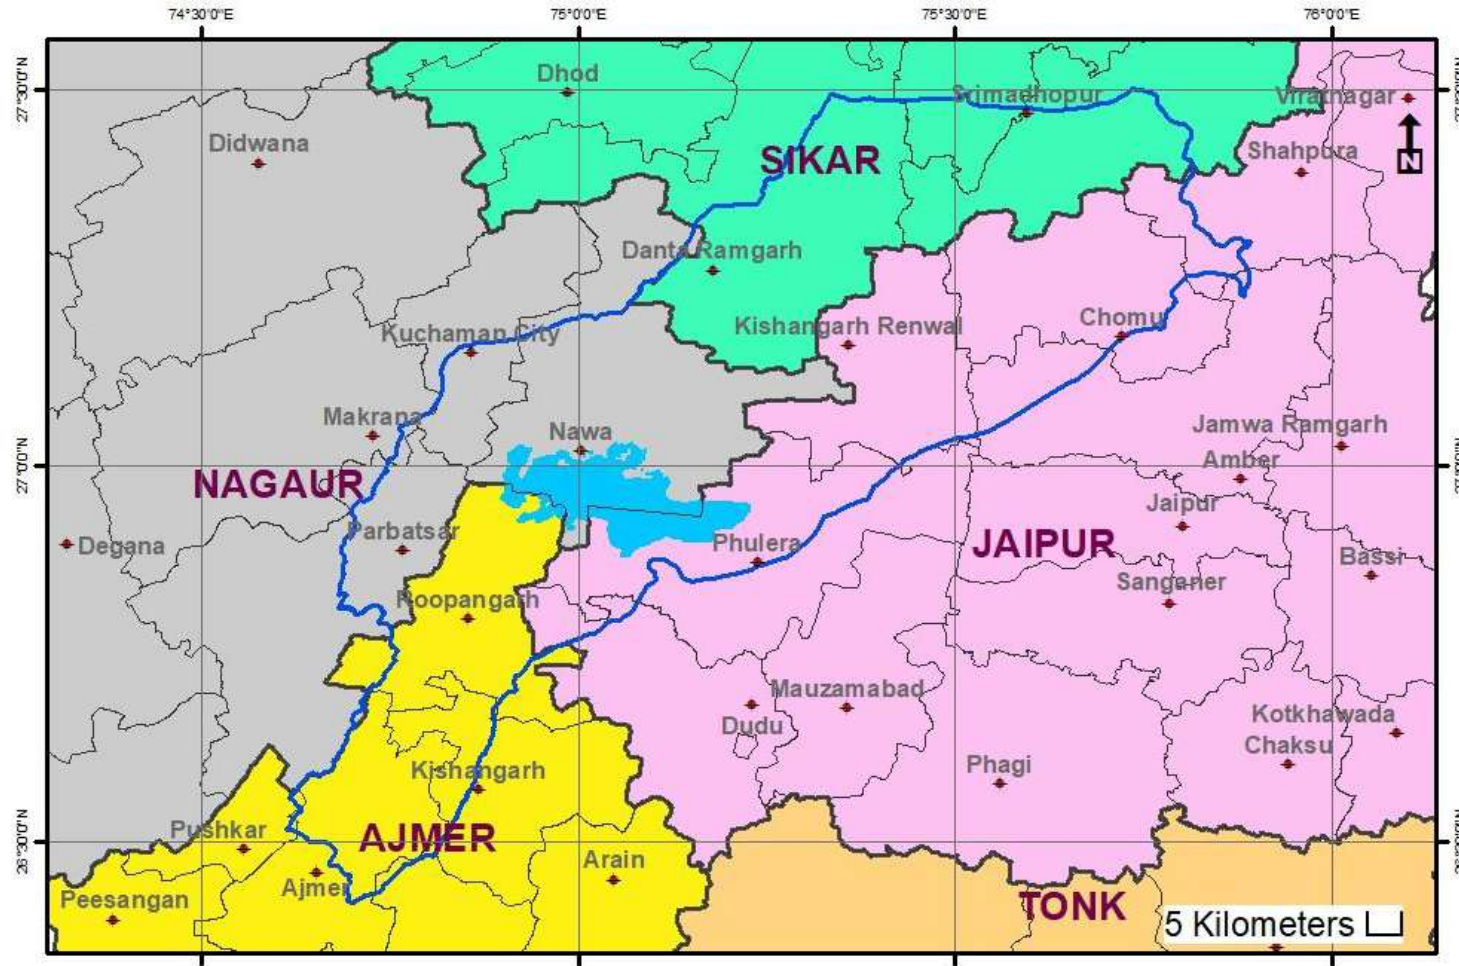 74°30'0"E 75°0'0"E 75°30'0"E 76°0'0"E
27°30'0"N
Dhod
Srimadhopur
Viratnagar
Didwana
Shahpura
SIKAR
N
Danta Ramgarh
Kishangarh Renwal
Chomu
Kuchaman City
Makrana
Nawa
Jamwa Ramgarh
27°0'0"N
Amber
NAGAUR
Jaipur
Parbatsar
Degana
Phulera
JAIPUR
Bassi
Sanganer
Roopangarh
Mauzamabad
Dudu
Kotkhawada
Chaksu
Phagi
Kishangarh
Pushkar
AJMER
26°30'0"N
Arain
Ajmer
Peesangan
TONK
5 Kilometers